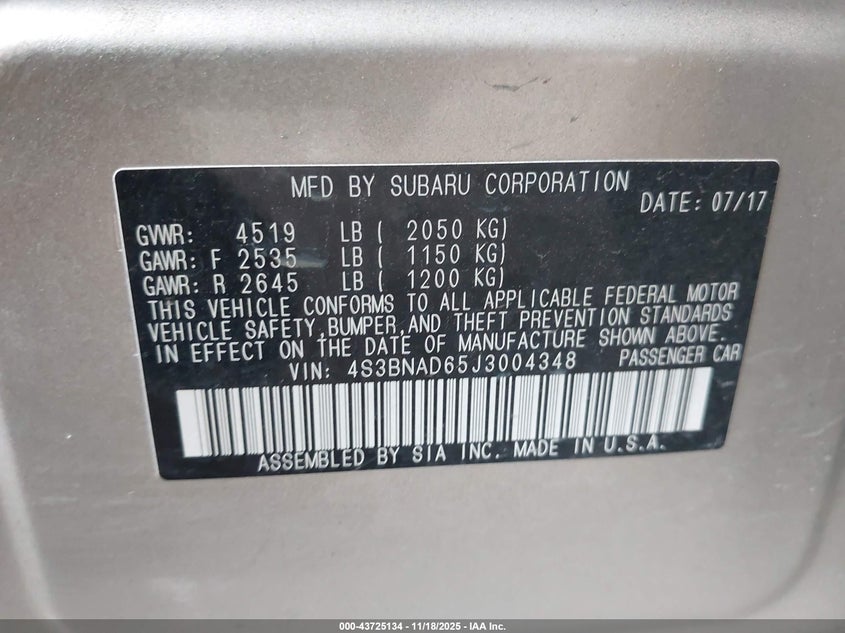 MFD BY SUBARU CORPORATION
DATE: 07/17
GVWR: 4519 LB ( 2050 KG)
GAWR: F 2535 LB ( 1150 KG)
GAWR: R 2645 LB ( 1200 KG)
THIS VEHICLE CONFORMS TO ALL APPLICABLE FEDERAL MOTOR
VEHICLE SAFETY,BUMPER,AND THEFT PREVENTION STANDARDS
IN EFFECT ON THE DATE OF MANUFACTURE SHOWN ABOVE.
VIN: 4S3BNAD65J3004348 PASSENGER CAR
ASSEMBLED BY SIA INC. MADE IN U.S.A.
000-43725134 - 11/18/2025 - IAA Inc.